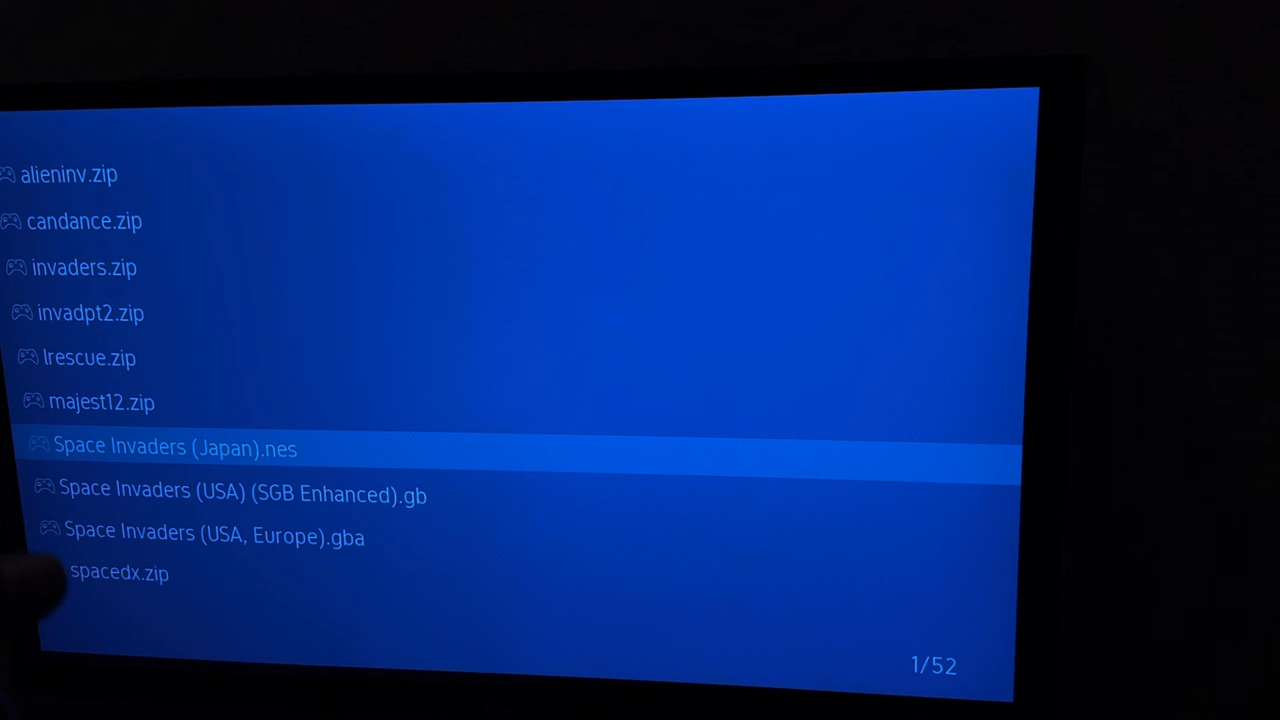 alieninv.zip
candance.zip
invaders.zip
invadpt2.zip
lrescue.zip
majest12.zip
Space Invaders (Japan).nes
Space Invaders (USA) (SGB Enhanced).gb
Space Invaders (USA, Europe).gba
spacedx.zip
1/52